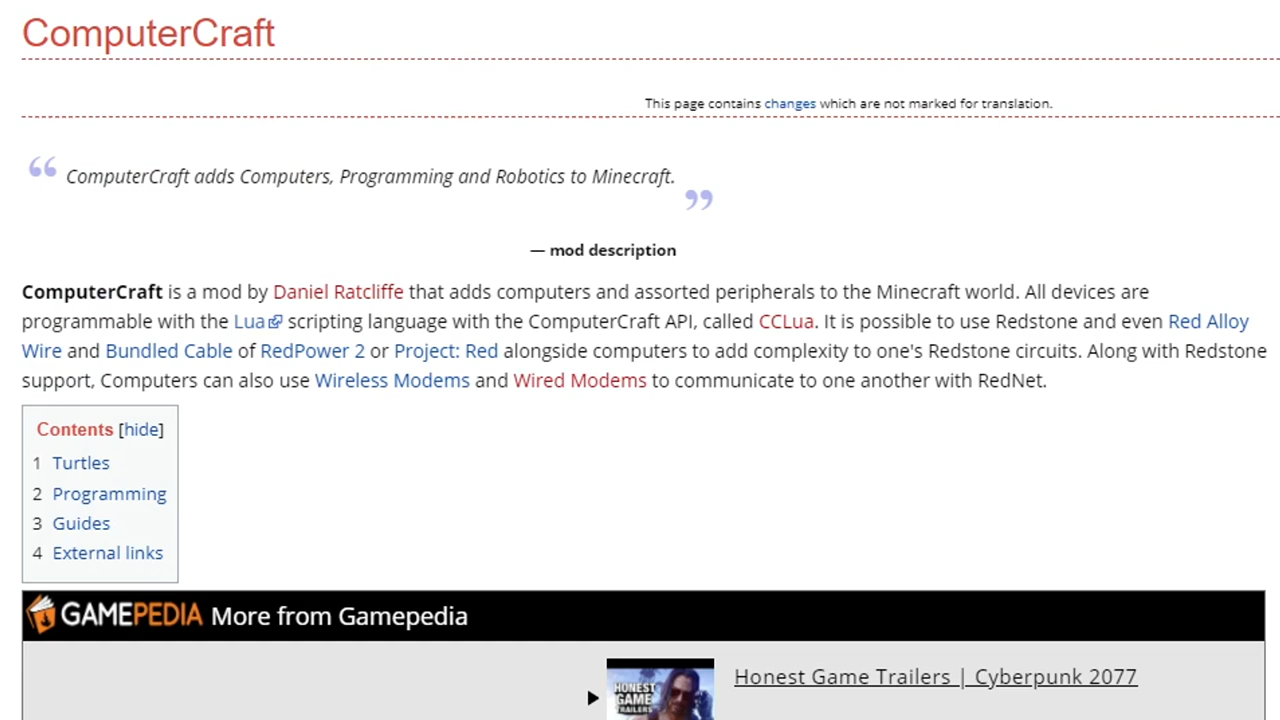 ComputerCraft
This page contains changes which are not marked for translation.
“ ComputerCraft adds Computers, Programming and Robotics to Minecraft. ”
— mod description
ComputerCraft is a mod by Daniel Ratcliffe that adds computers and assorted peripherals to the Minecraft world. All devices are
programmable with the Lua scripting language with the ComputerCraft API, called CCLua. It is possible to use Redstone and even Red Alloy
Wire and Bundled Cable of RedPower 2 or Project: Red alongside computers to add complexity to one's Redstone circuits. Along with Redstone
support, Computers can also use Wireless Modems and Wired Modems to communicate to one another with RedNet.
Contents [hide]
1 Turtles
2 Programming
3 Guides
4 External links
GAMEPEDIA More from Gamepedia
HONEST
GAME
TRAILERS
Honest Game Trailers | Cyberpunk 2077